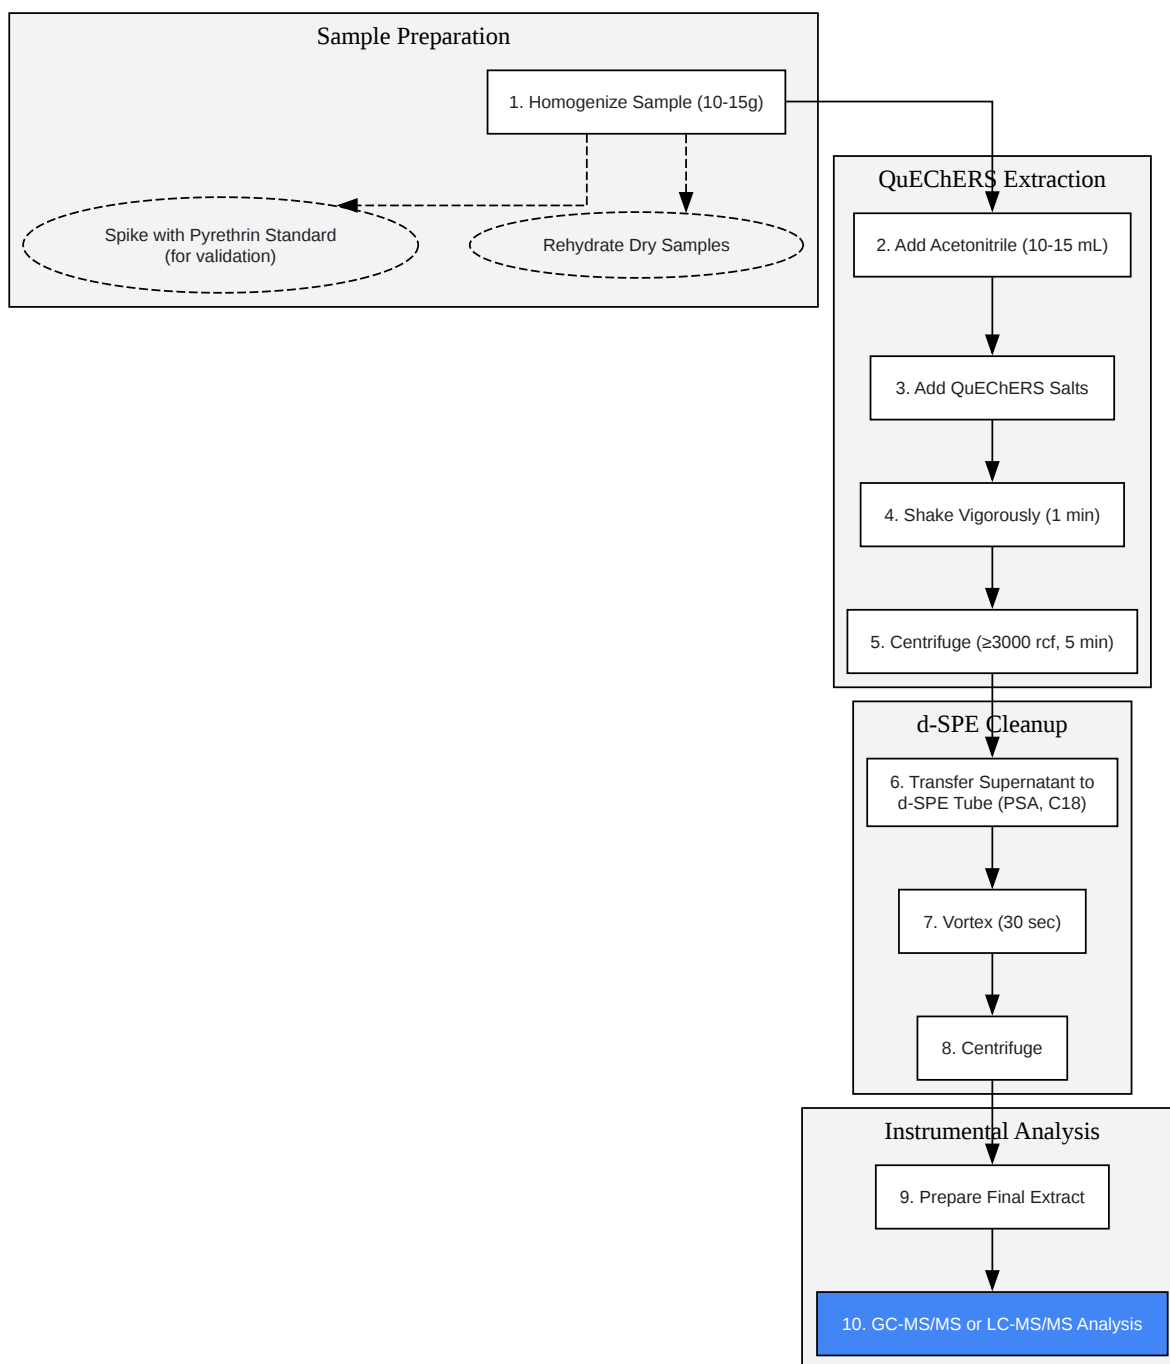 Sample Preparation
1. Homogenize Sample (10-15g)
Spike with Pyrethrin Standard
(for validation)
Rehydrate Dry Samples
QuEChERS Extraction
2. Add Acetonitrile (10-15 mL)
3. Add QuEChERS Salts
4. Shake Vigorously (1 min)
5. Centrifuge (≥3000 rcf, 5 min)
d-SPE Cleanup
6. Transfer Supernatant to
d-SPE Tube (PSA, C18)
7. Vortex (30 sec)
8. Centrifuge
Instrumental Analysis
9. Prepare Final Extract
10. GC-MS/MS or LC-MS/MS Analysis